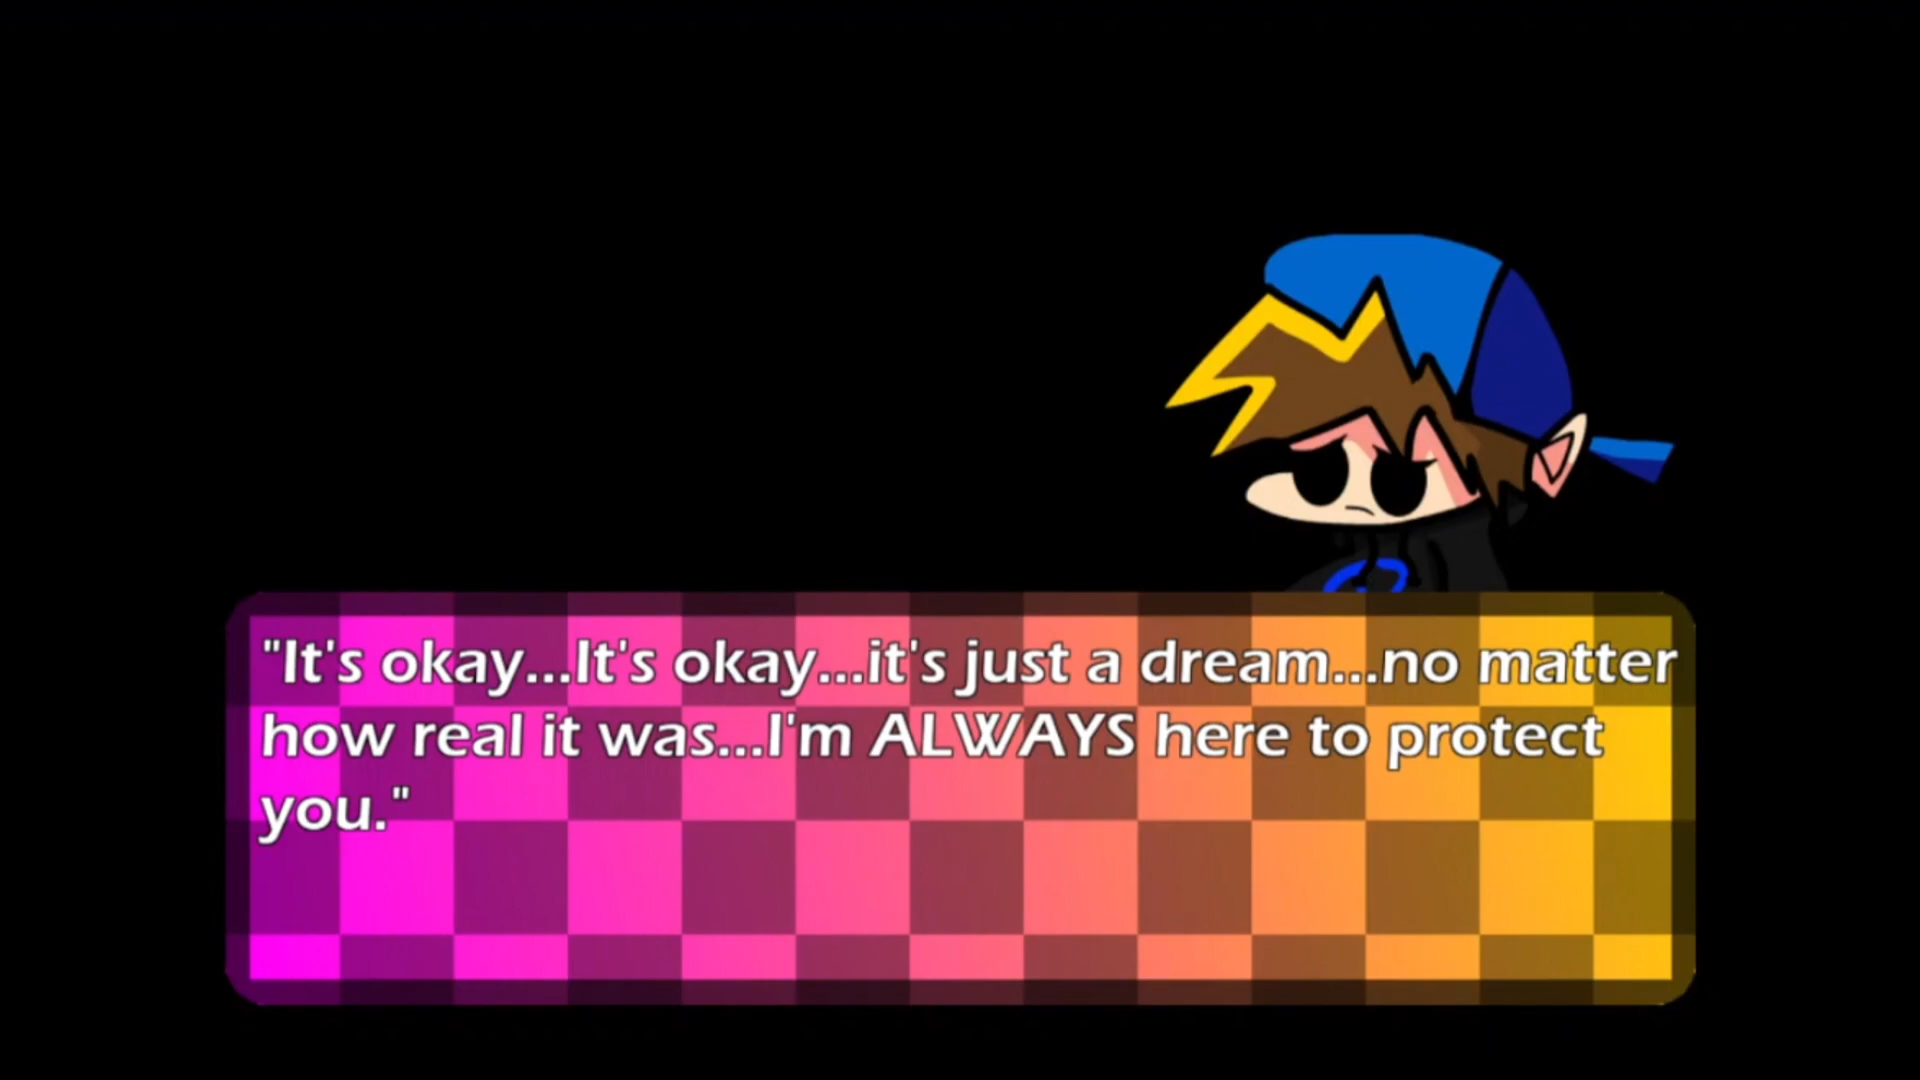 "It's okay...It's okay...it's just a dream...no matter
how real it was...I'm ALWAYS here to protect
you."